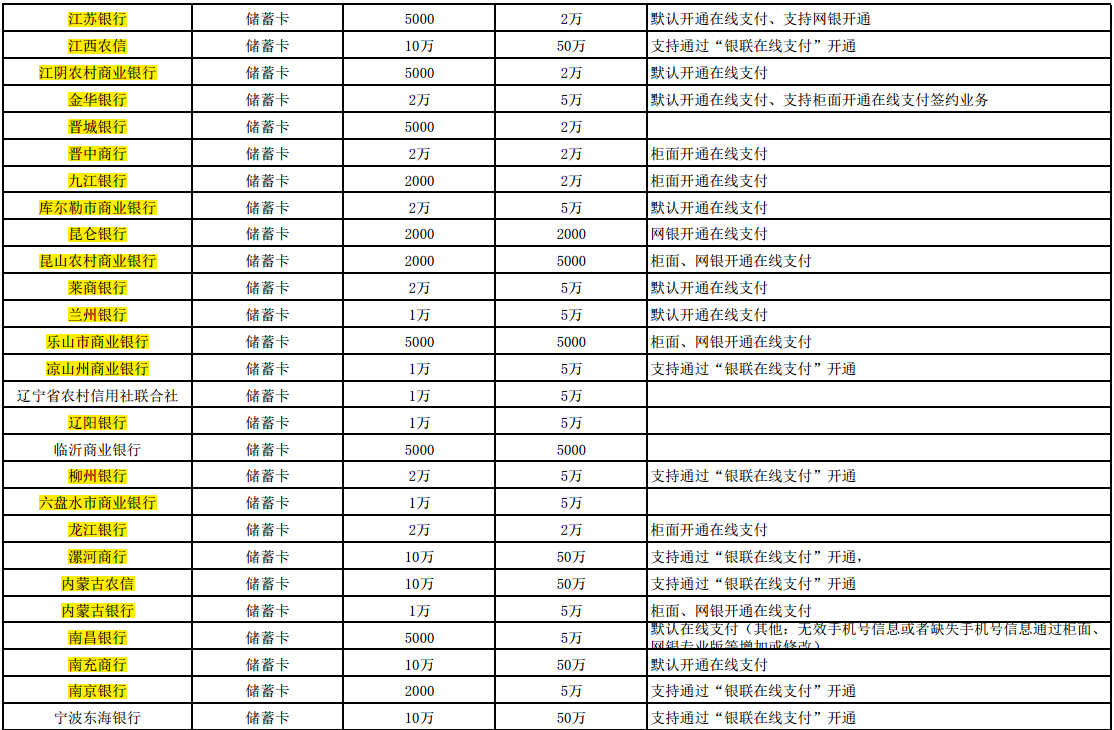 江苏银行 储蓄卡 5000 2万 默认开通在线支付、支持网银开通
江西农信 储蓄卡 10万 50万 支持通过“银联在线支付”开通
江阴农村商业银行 储蓄卡 5000 2万 默认开通在线支付
金华银行 储蓄卡 2万 5万 默认开通在线支付、支持柜面开通在线支付签约业务
晋城银行 储蓄卡 5000 2万
晋中商行 储蓄卡 2万 2万 柜面开通在线支付
九江银行 储蓄卡 2000 2万 柜面开通在线支付
库尔勒市商业银行 储蓄卡 2万 5万 默认开通在线支付
昆仑银行 储蓄卡 2000 2000 网银开通在线支付
昆山农村商业银行 储蓄卡 2000 5000 柜面、网银开通在线支付
莱商银行 储蓄卡 2万 5万 默认开通在线支付
兰州银行 储蓄卡 1万 5万 默认开通在线支付
乐山市商业银行 储蓄卡 5000 5000 柜面、网银开通在线支付
凉山州商业银行 储蓄卡 1万 5万 支持通过“银联在线支付”开通
辽宁省农村信用社联合社 储蓄卡 1万 5万
辽阳银行 储蓄卡 1万 5万
临沂商业银行 储蓄卡 5000 5000
柳州银行 储蓄卡 2万 5万 支持通过“银联在线支付”开通
六盘水市商业银行 储蓄卡 1万 5万
龙江银行 储蓄卡 2万 2万 柜面开通在线支付
漯河商行 储蓄卡 10万 50万 支持通过“银联在线支付”开通，
内蒙古农信 储蓄卡 10万 50万 支持通过“银联在线支付”开通
内蒙古银行 储蓄卡 1万 5万 柜面、网银开通在线支付
南昌银行 储蓄卡 5000 5万 默认在线支付（其他：无效手机号信息或者缺失手机号信息通过柜面、
网银专业版等增加或修改）
南充商行 储蓄卡 10万 50万 默认开通在线支付
南京银行 储蓄卡 2000 5万 支持通过“银联在线支付”开通
宁波东海银行 储蓄卡 10万 50万 支持通过“银联在线支付”开通